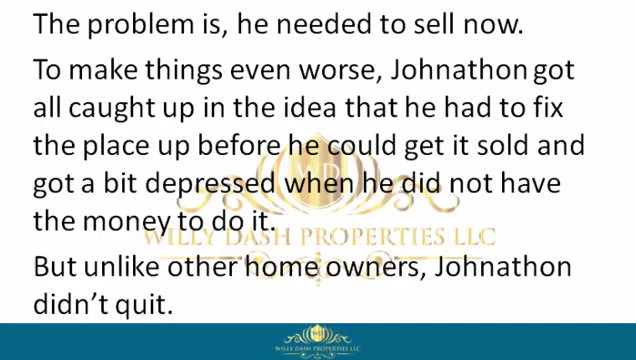 The problem is, he needed to sell now.
To make things even worse, Johnathon got
all caught up in the idea that he had to fix
the place up before he could get it sold and
got a bit depressed when he did not have
the money to do it.
WILLY DASH PROPERTIES LLC
But unlike other home owners, Johnathon
didn’t quit.
WILLY DASH PROPERTIES LLC